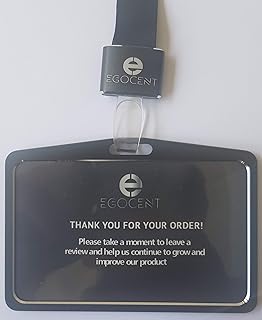 EGOCENT
EGOCENT
THANK YOU FOR YOUR ORDER!
Please take a moment to leave a
review and help us continue to grow and
improve our product